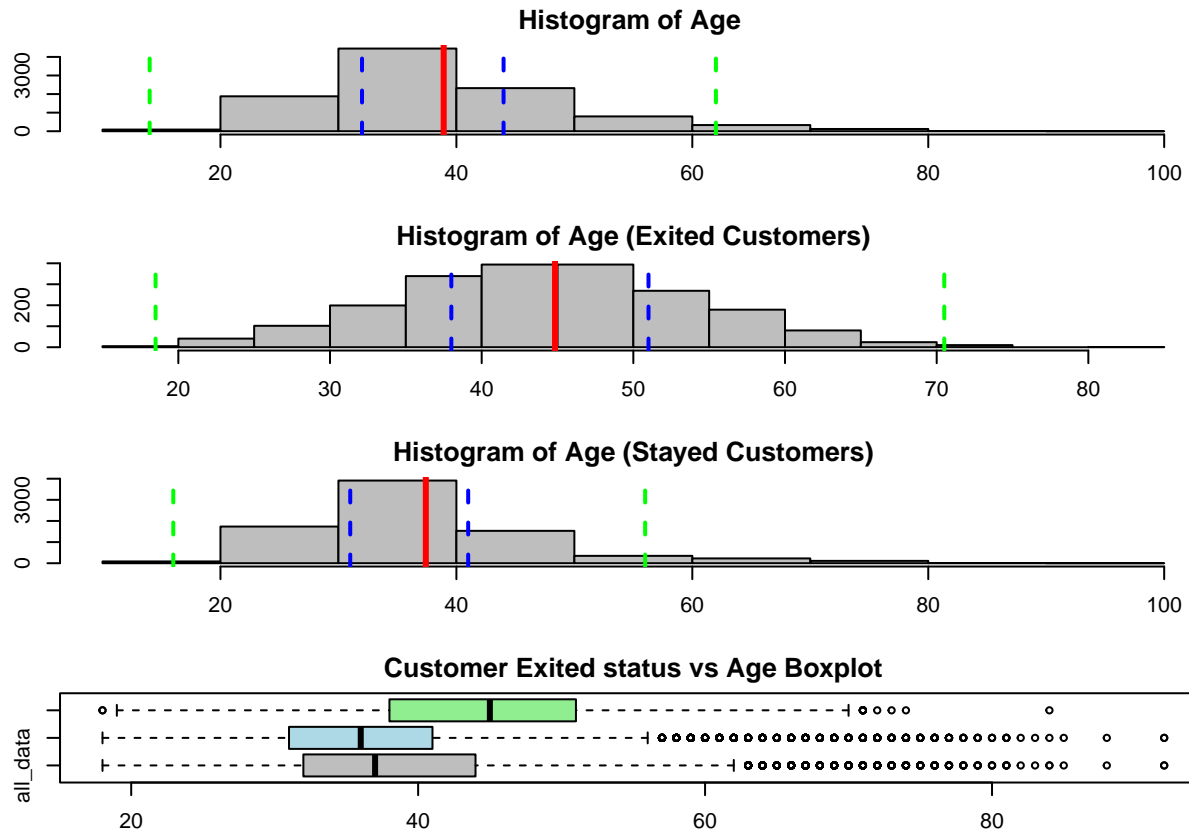 Histogram of Age
3000
0
20 40 60 80 100
Histogram of Age (Exited Customers)
200
0
20 30 40 50 60 70 80
Histogram of Age (Stayed Customers)
3000
0
20 40 60 80 100
Customer Exited status vs Age Boxplot
all_data
20 40 60 80